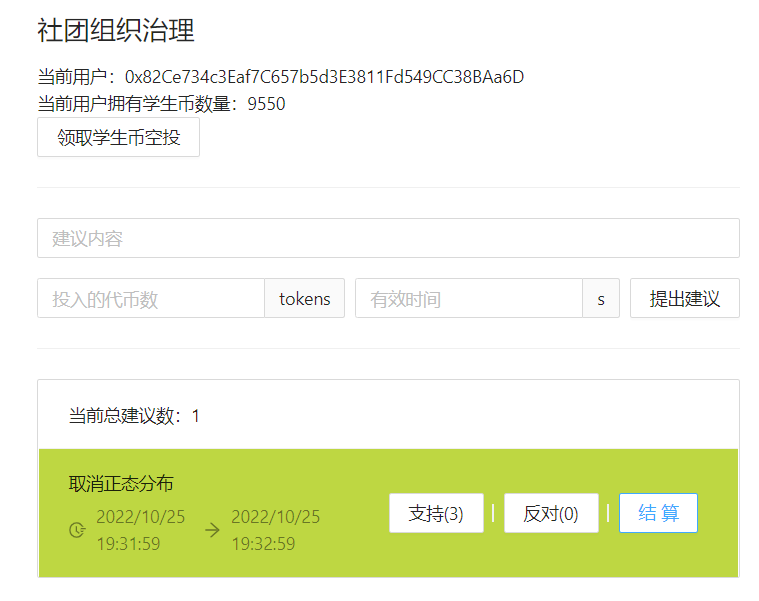 社团组织治理
当前用户：0x82Ce734c3Eaf7C657b5d3E3811Fd549CC38BAa6D
当前用户拥有学生币数量：9550
领取学生币空投
建议内容
投入的代币数 tokens 有效时间 s 提出建议
当前总建议数：1
取消正态分布
2022/10/25 19:31:59 → 2022/10/25 19:32:59
支持(3) | 反对(0) | 结 算